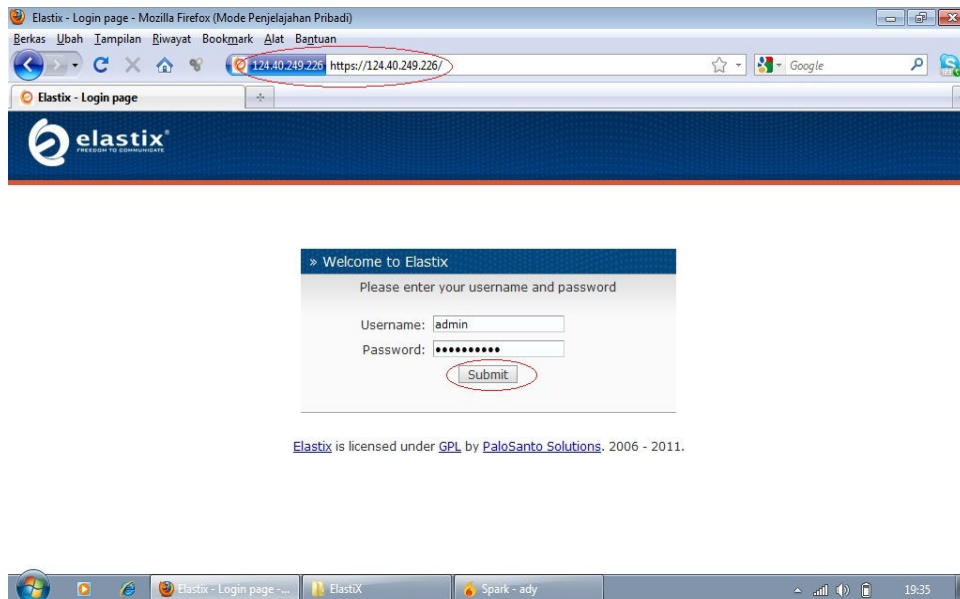 Elastix - Login page - Mozilla Firefox (Mode Penjelajahan Pribadi)
Berkas Ubah Tampilan Riwayat Bookmark Alat Bantuan
124.40.249.226 https://124.40.249.226/
Google
Elastix - Login page
elastix®
FREEDOM TO COMMUNICATE
» Welcome to Elastix
Please enter your username and password
Username: admin
Password: ••••••••••
Submit
Elastix is licensed under GPL by PaloSanto Solutions. 2006 - 2011.
Elastix - Login page -... ElastiX Spark - ady 19:35